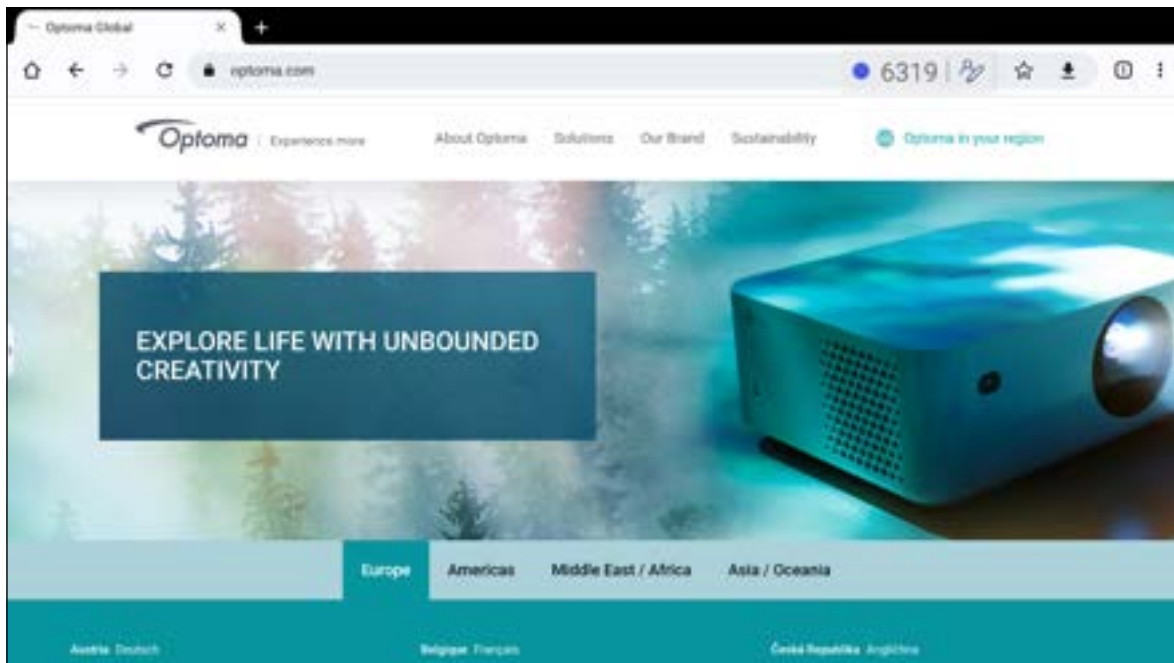 Optoma Global
optoma.com
6319
Optoma | Experience more
About Optoma
Solutions
Our Brand
Sustainability
Optoma in your region
EXPLORE LIFE WITH UNBOUNDED
CREATIVITY
Europe
Americas
Middle East / Africa
Asia / Oceania
Austria Deutsch
Belgique Français
Česká Republika Angličtina